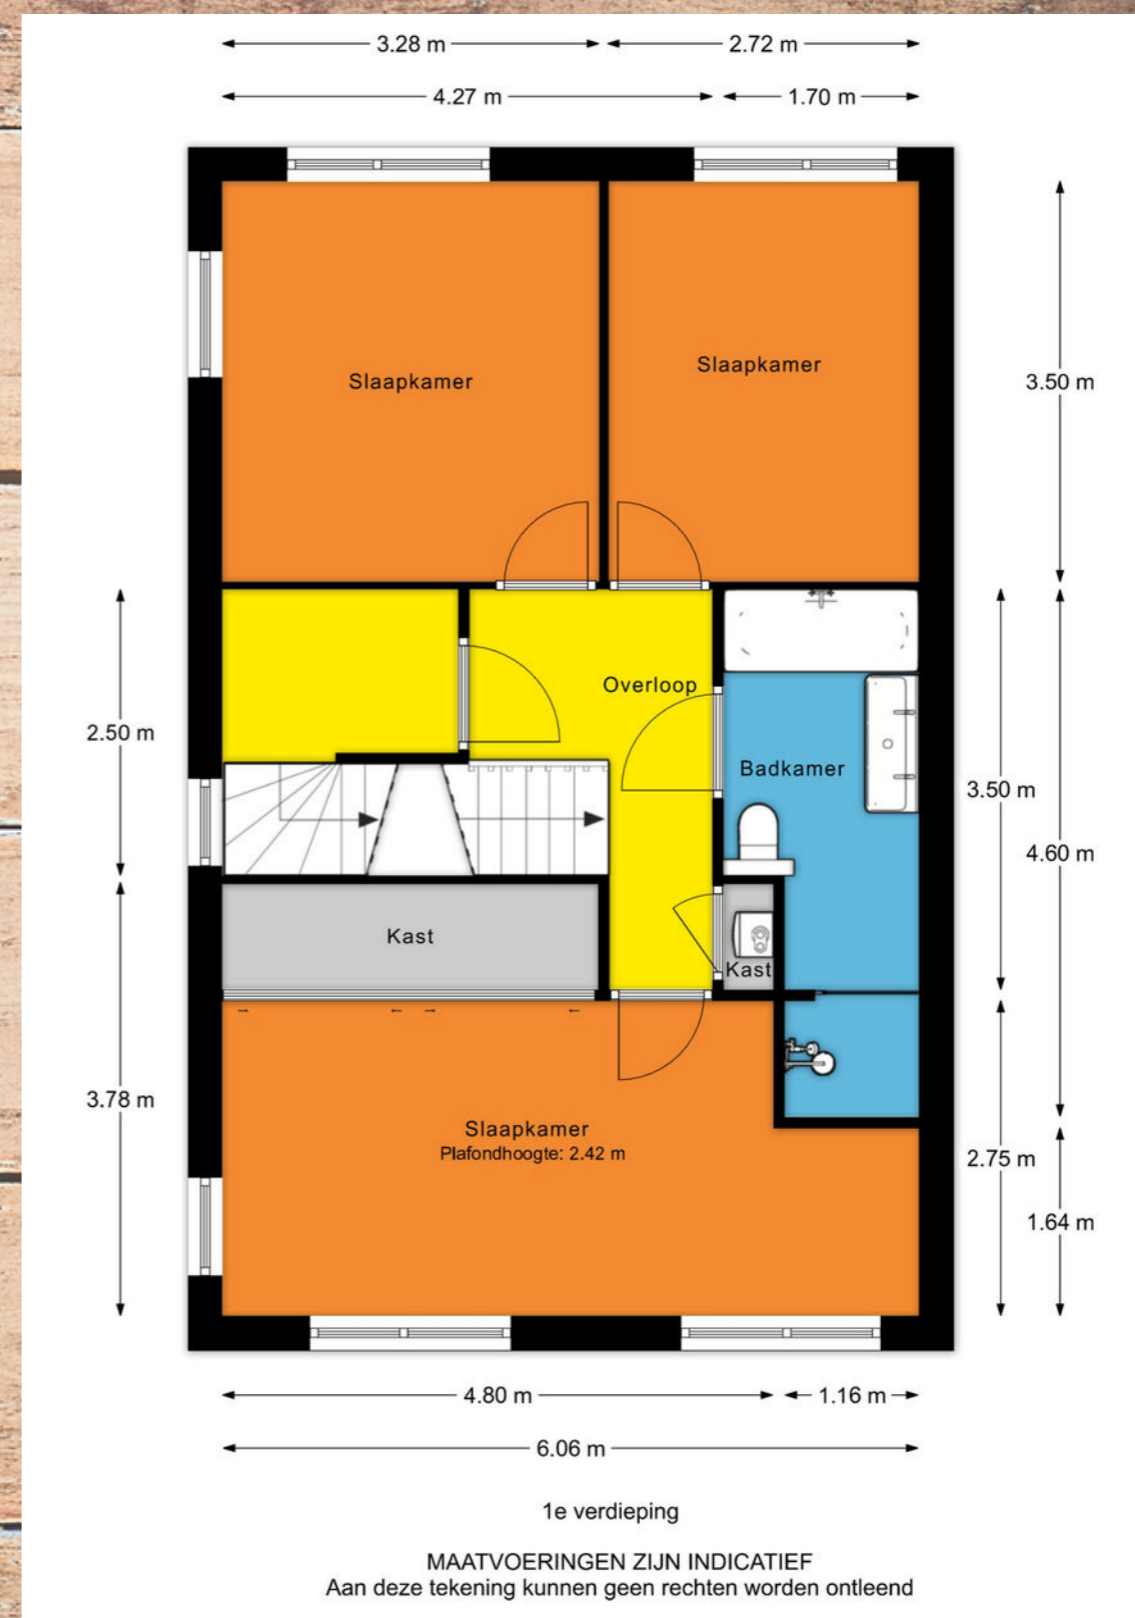 3.28 m
2.72 m
4.27 m
1.70 m
Slaapkamer
Slaapkamer
3.50 m
Overloop
2.50 m
Badkamer
3.50 m
4.60 m
Kast
Kast
3.78 m
Slaapkamer
Plafondhoogte: 2.42 m
2.75 m
1.64 m
4.80 m
1.16 m
6.06 m
1e verdieping
MAATVOERINGEN ZIJN INDICATIEF
Aan deze tekening kunnen geen rechten worden ontleend